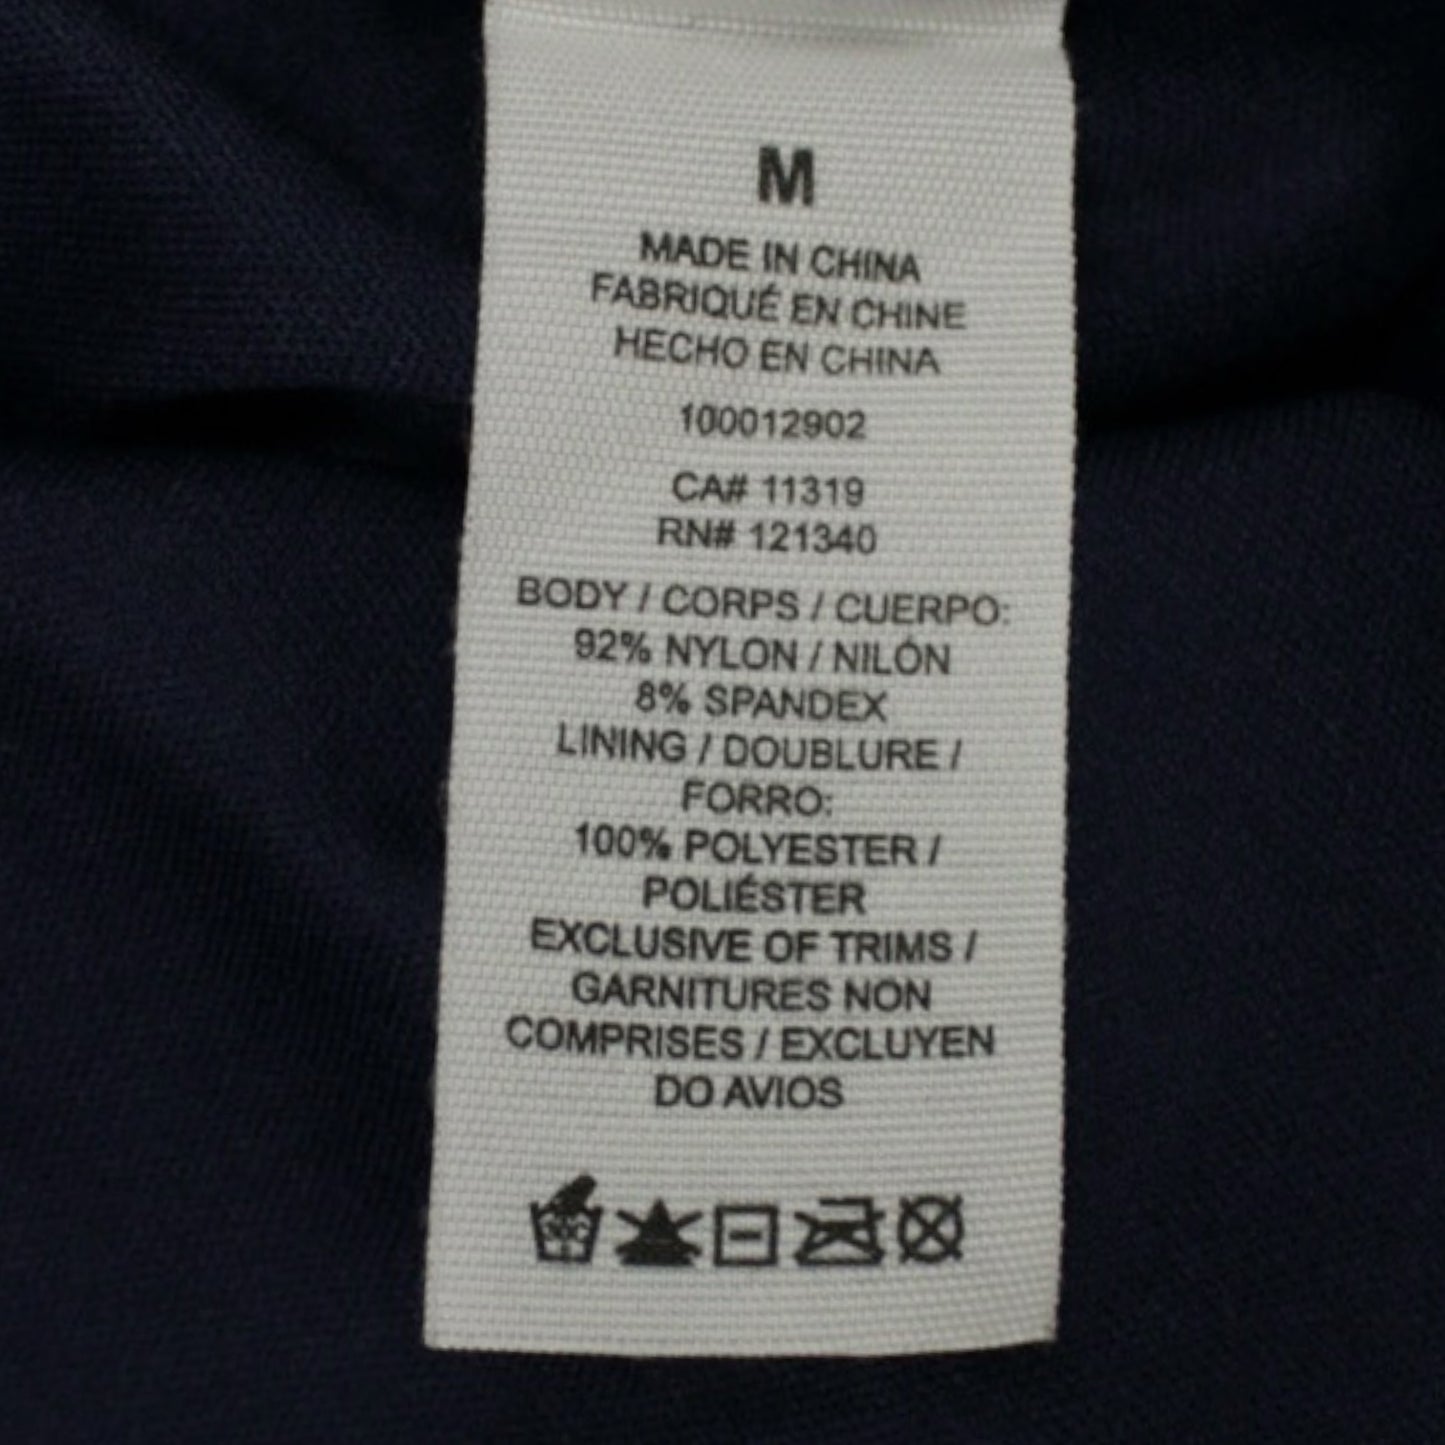 M
MADE IN CHINA
FABRIQUÉ EN CHINE
HECHO EN CHINA
100012902
CA# 11319
RN# 121340
BODY / CORPS / CUERPO:
92% NYLON / NILÓN
8% SPANDEX
LINING / DOUBLURE /
FORRO:
100% POLYESTER /
POLIÉSTER
EXCLUSIVE OF TRIMS /
GARNITURES NON
COMPRISES / EXCLUYEN
DO AVIOS